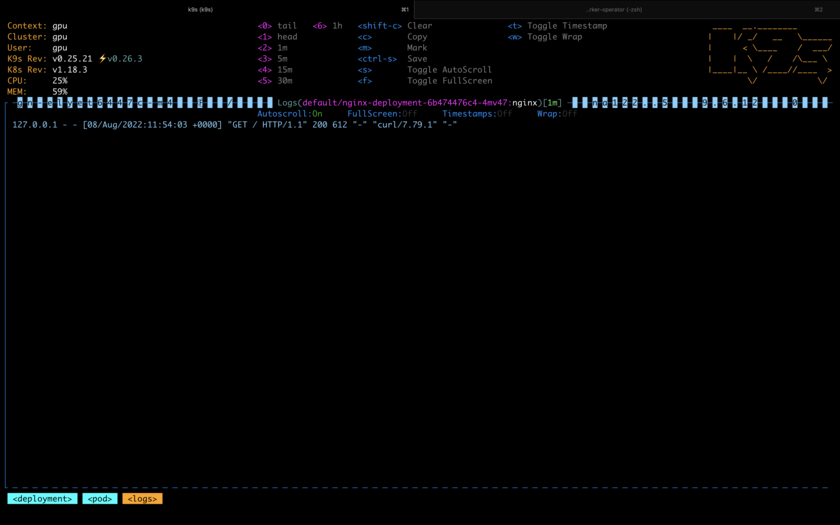 k9s (k9s) ⌘1 ..rker-operator (-zsh) ⌘2
Context: gpu <0> tail <6> 1h <shift-c> Clear <t> Toggle Timestamp
Cluster: gpu <1> head <c> Copy <w> Toggle Wrap
User: gpu <2> 1m <m> Mark
K9s Rev: v0.25.21 ⚡v0.26.3 <3> 5m <ctrl-s> Save
K8s Rev: v1.18.3 <4> 15m <s> Toggle AutoScroll
CPU: 25% <5> 30m <f> Toggle FullScreen
MEM: 59%
Logs(default/nginx-deployment-6b474476c4-4mv47:nginx)[1m]
Autoscroll:On FullScreen:Off Timestamps:Off Wrap:Off
127.0.0.1 - - [08/Aug/2022:11:54:03 +0000] "GET / HTTP/1.1" 200 612 "-" "curl/7.79.1" "-"
<deployment> <pod> <logs>